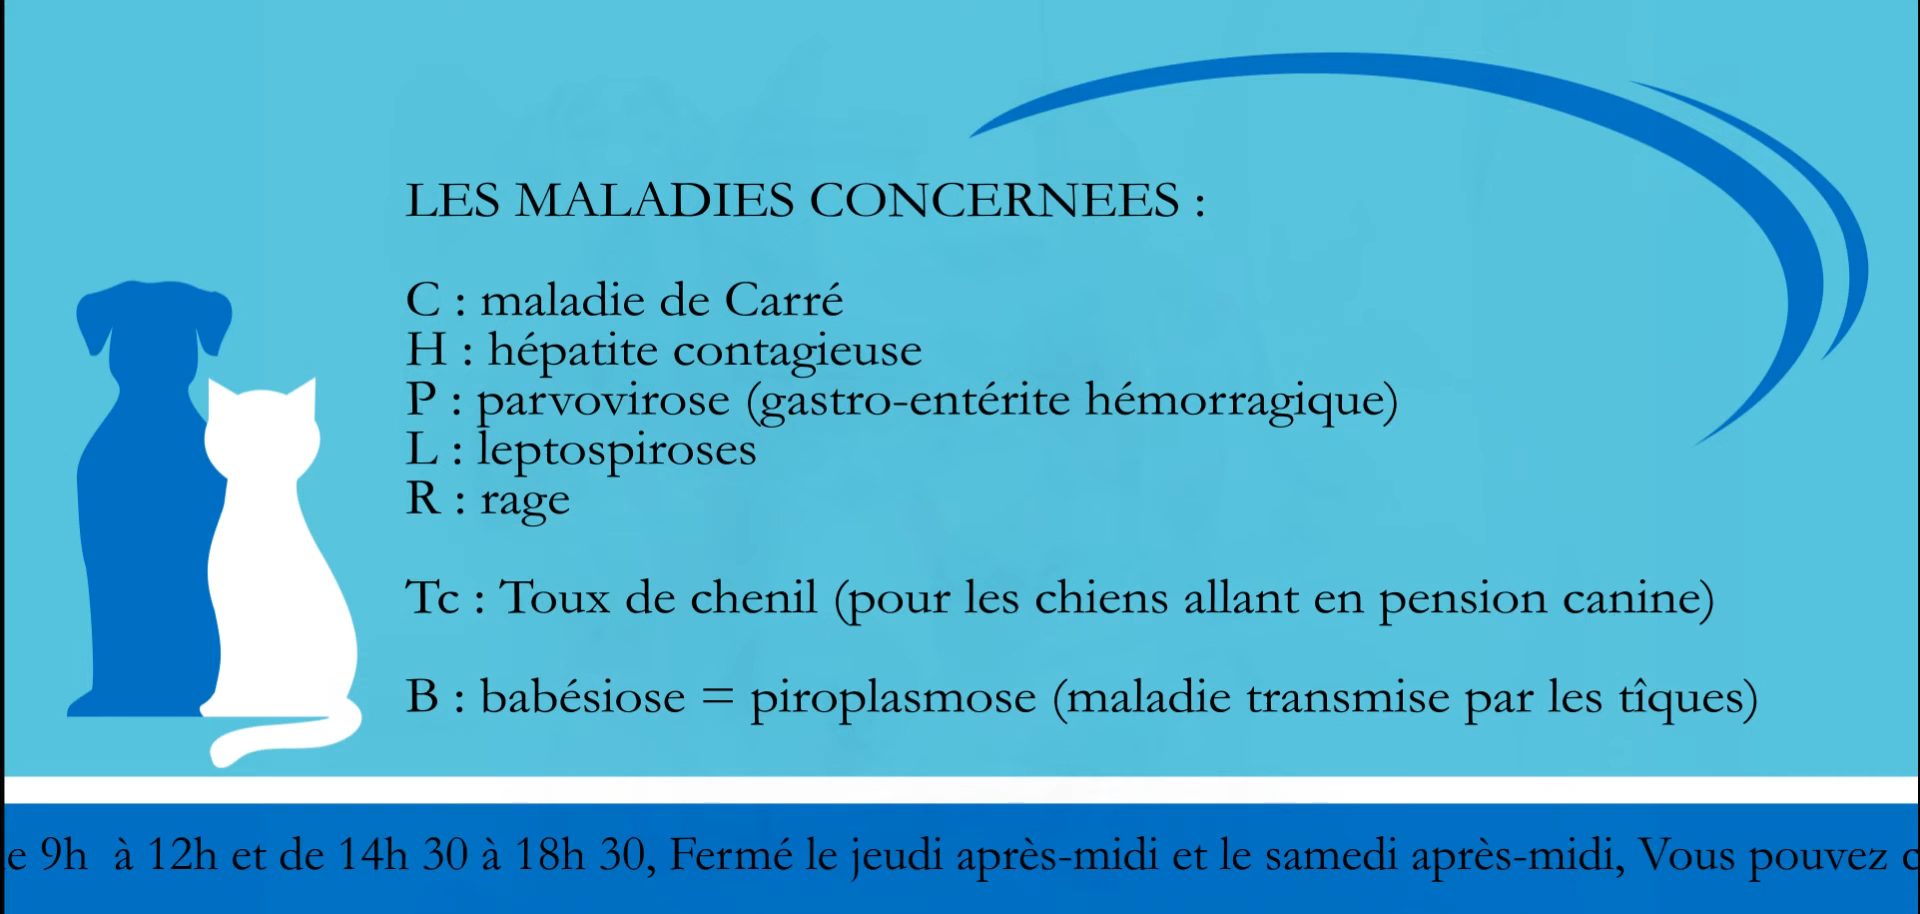 LES MALADIES CONCERNEES :
C : maladie de Carré
H : hépatite contagieuse
P : parvovirose (gastro-entérite hémorragique)
L : leptospiroses
R : rage
Tc : Toux de chenil (pour les chiens allant en pension canine)
B : babésiose = piroplasmose (maladie transmise par les tîques)
e 9h à 12h et de 14h 30 à 18h 30, Fermé le jeudi après-midi et le samedi après-midi, Vous pouvez